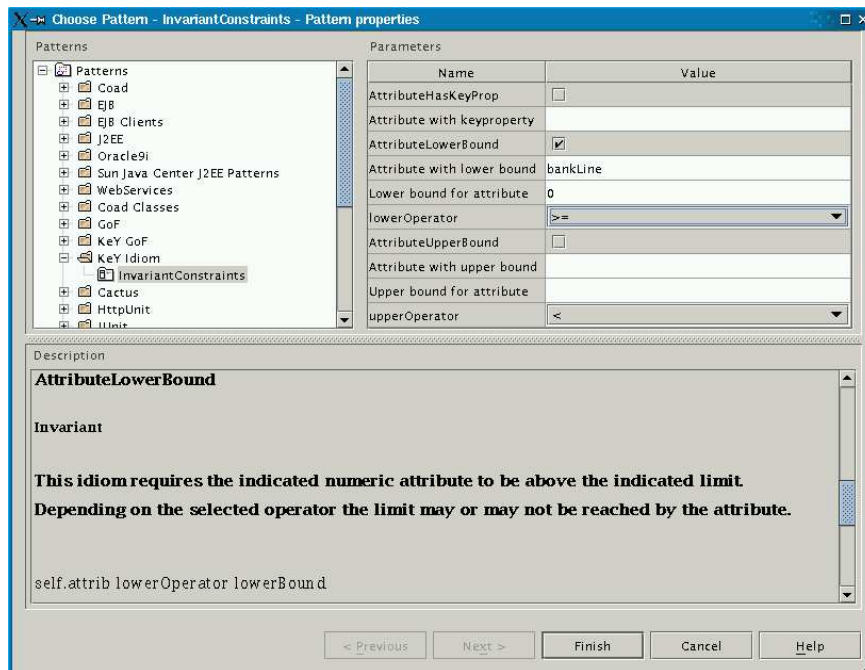 Choose Pattern - InvariantConstraints - Pattern properties
Patterns
Patterns
Coad
EJB
EJB Clients
J2EE
Oracle9i
Sun Java Center J2EE Patterns
WebServices
Coad Classes
GoF
KeY GoF
KeY Idiom
InvariantConstraints
Cactus
HttpUnit
JUnit
Parameters
Name Value
AttributeHasKeyProp
Attribute with keyproperty
AttributeLowerBound
Attribute with lower bound bankLine
Lower bound for attribute 0
lowerOperator >=
AttributeUpperBound
Attribute with upper bound
Upper bound for attribute
upperOperator <
Description
AttributeLowerBound
Invariant
This idiom requires the indicated numeric attribute to be above the indicated limit.
Depending on the selected operator the limit may or may not be reached by the attribute.
self.attrib lowerOperator lowerBound
< Previous Next > Finish Cancel Help